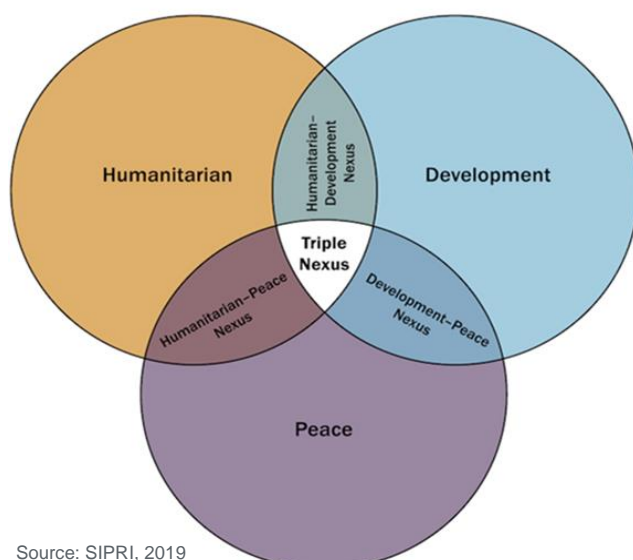 Humanitarian
Development
Humanitarian–
Development
Nexus
Triple
Nexus
Humanitarian–Peace
Nexus
Development–Peace
Nexus
Peace
Source: SIPRI, 2019